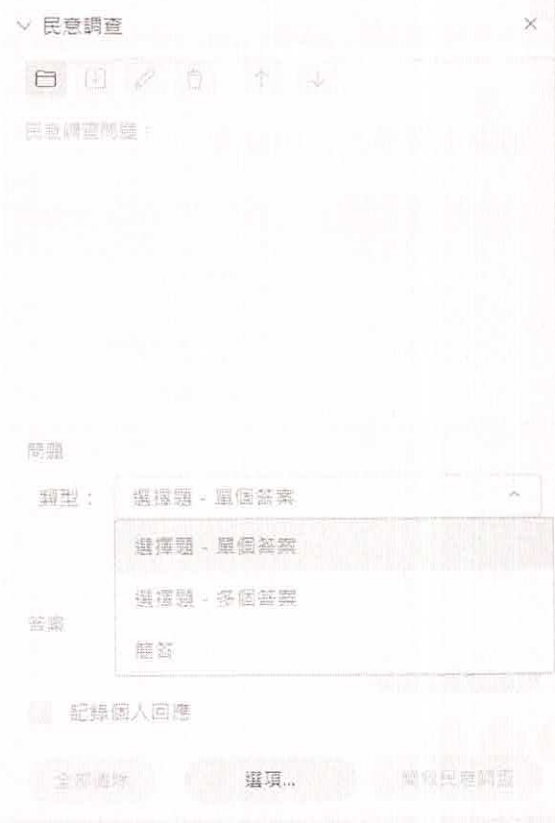 民意調查
民意調查問題：
問題
類型：
選擇題 - 單個答案
選擇題 - 單個答案
選擇題 - 多個答案
簡答
答案
記錄個人回應
全部清除
選項...
開啟民意調查